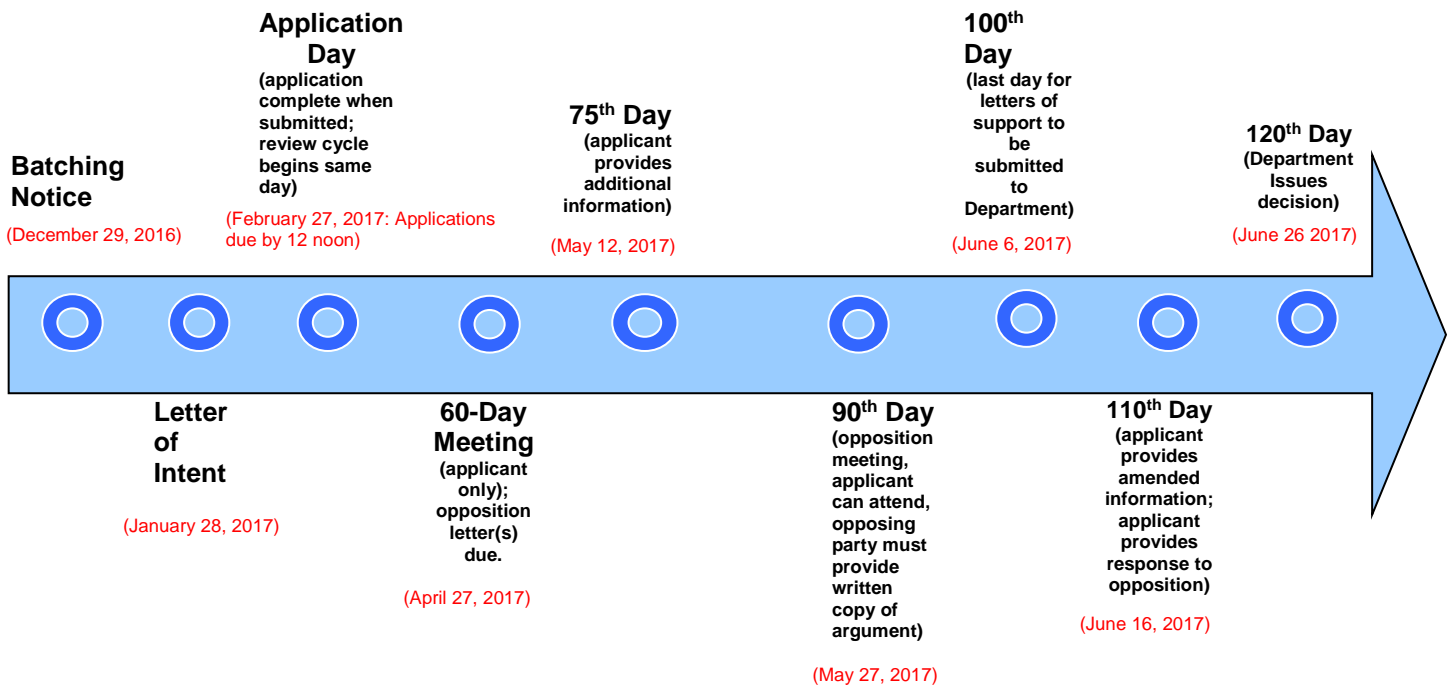 Batching
Notice
(December 29, 2016)
Letter
of
Intent
(January 28, 2017)
Application
Day
(application
complete when
submitted;
review cycle
begins same
day)
(February 27, 2017: Applications
due by 12 noon)
60-Day
Meeting
(applicant
only);
opposition
letter(s)
due.
(April 27, 2017)
75th Day
(applicant
provides
additional
information)
(May 12, 2017)
90th Day
(opposition
meeting,
applicant
can attend,
opposing
party must
provide
written
copy of
argument)
(May 27, 2017)
100th
Day
(last day for
letters of
support to
be
submitted
to
Department)
(June 6, 2017)
110th Day
(applicant
provides
amended
information;
applicant
provides
response to
opposition)
(June 16, 2017)
120th Day
(Department
Issues
decision)
(June 26 2017)